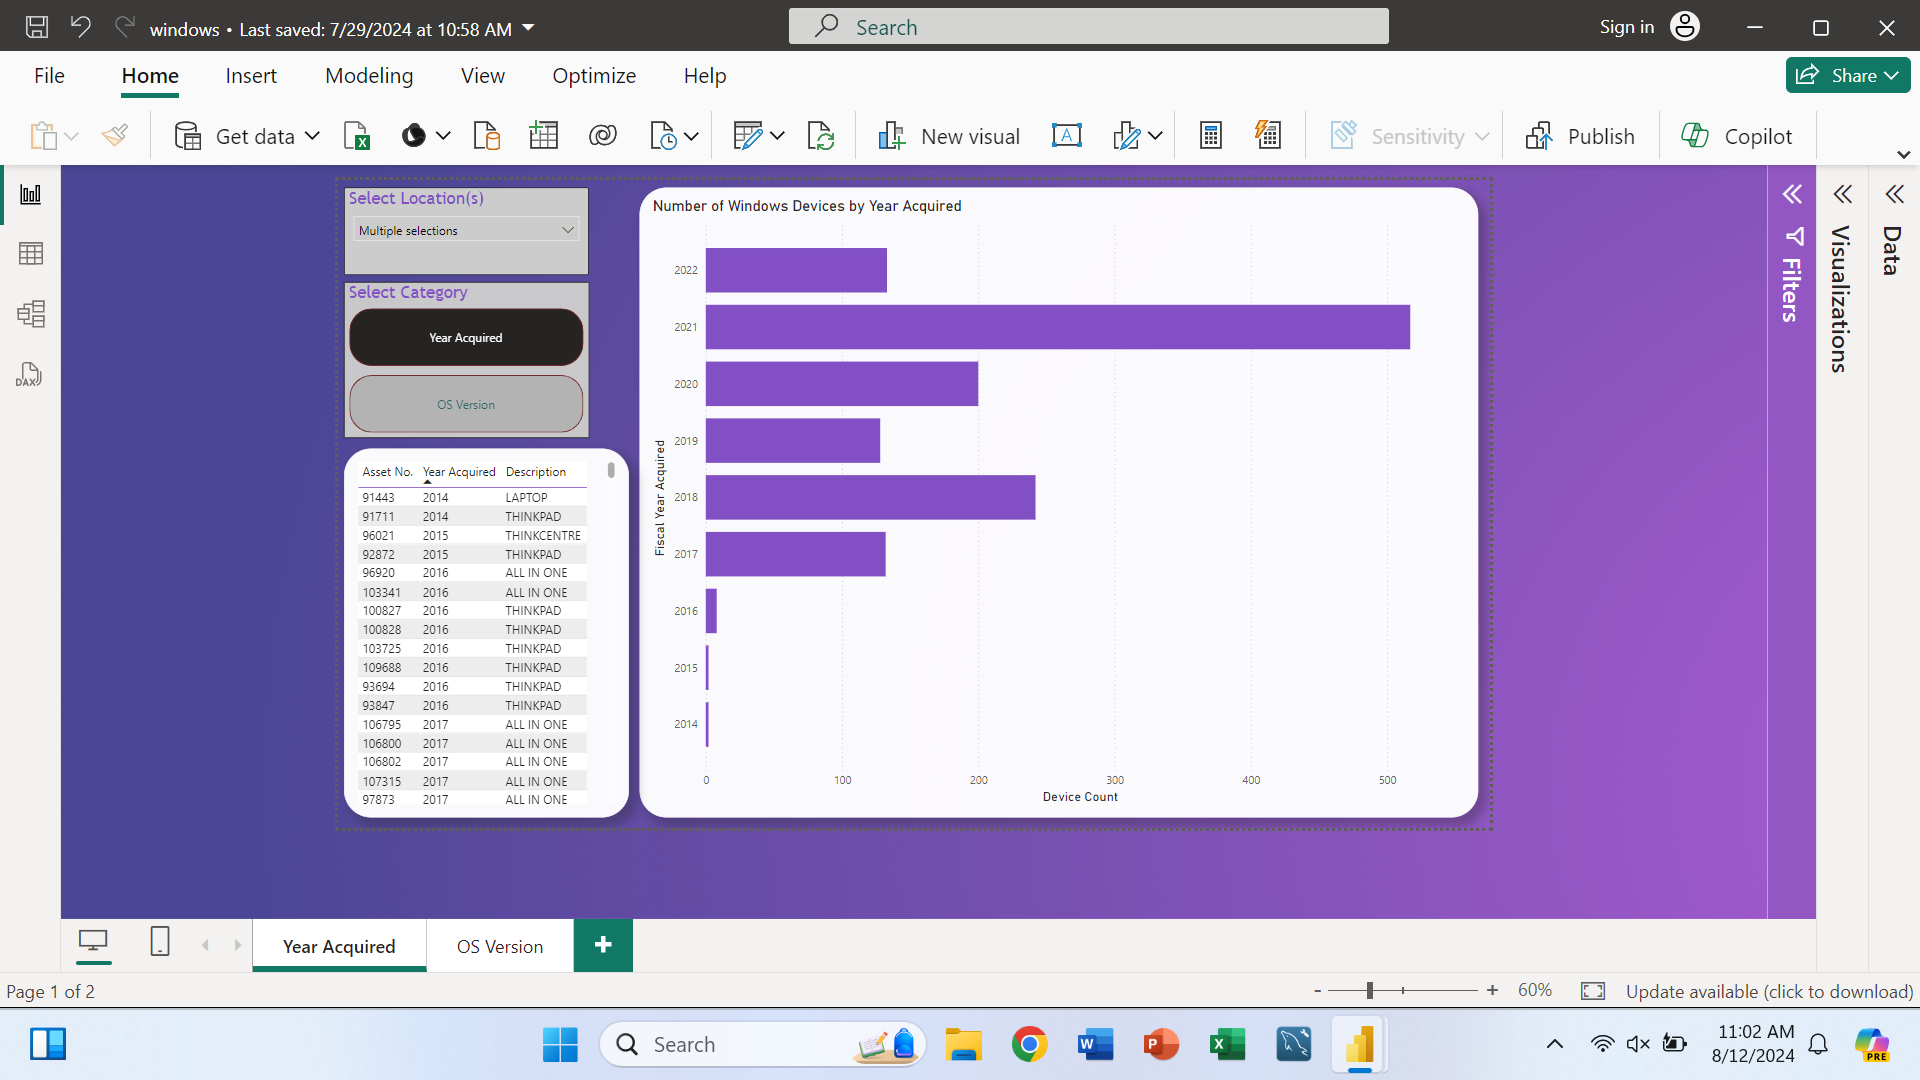 windows • Last saved: 7/29/2024 at 10:58 AM
Search
Sign in
File Home Insert Modeling View Optimize Help
Share
Get data
New visual
Sensitivity
Publish
Copilot
DAX
Select Location(s)
Multiple selections
Select Category
Year Acquired
OS Version
Asset No. Year Acquired Description
91443 2014 LAPTOP
91711 2014 THINKPAD
96021 2015 THINKCENTRE
92872 2015 THINKPAD
96920 2016 ALL IN ONE
103341 2016 ALL IN ONE
100827 2016 THINKPAD
100828 2016 THINKPAD
103725 2016 THINKPAD
109688 2016 THINKPAD
93694 2016 THINKPAD
93847 2016 THINKPAD
106795 2017 ALL IN ONE
106800 2017 ALL IN ONE
106802 2017 ALL IN ONE
107315 2017 ALL IN ONE
97873 2017 ALL IN ONE
Number of Windows Devices by Year Acquired
Fiscal Year Acquired
2022
2021
2020
2019
2018
2017
2016
2015
2014
0 100 200 300 400 500
Device Count
Filters
Visualizations
Data
Year Acquired
OS Version
Page 1 of 2
60%
Update available (click to download)
Search
11:02 AM
8/12/2024
PRE